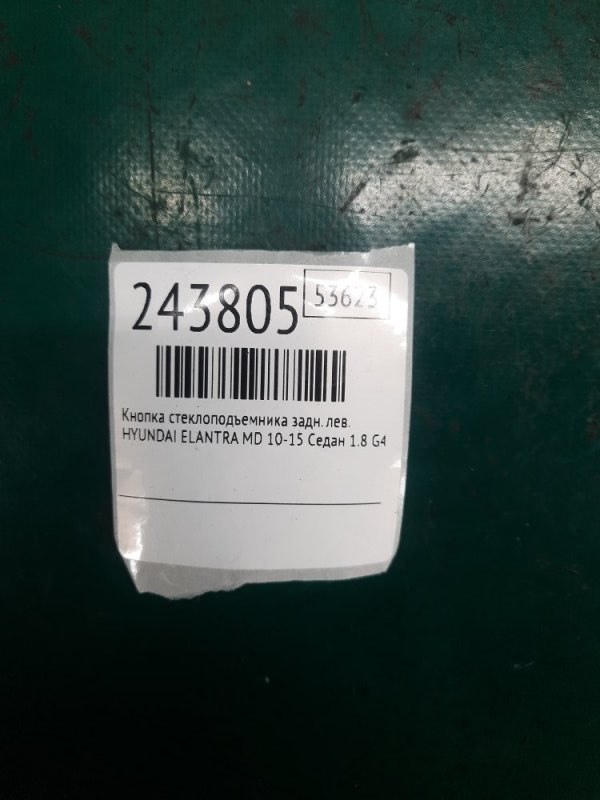 243805
53623
Кнопка стеклоподъемника задн. лев.
HYUNDAI ELANTRA MD 10-15 Седан 1.8 G4